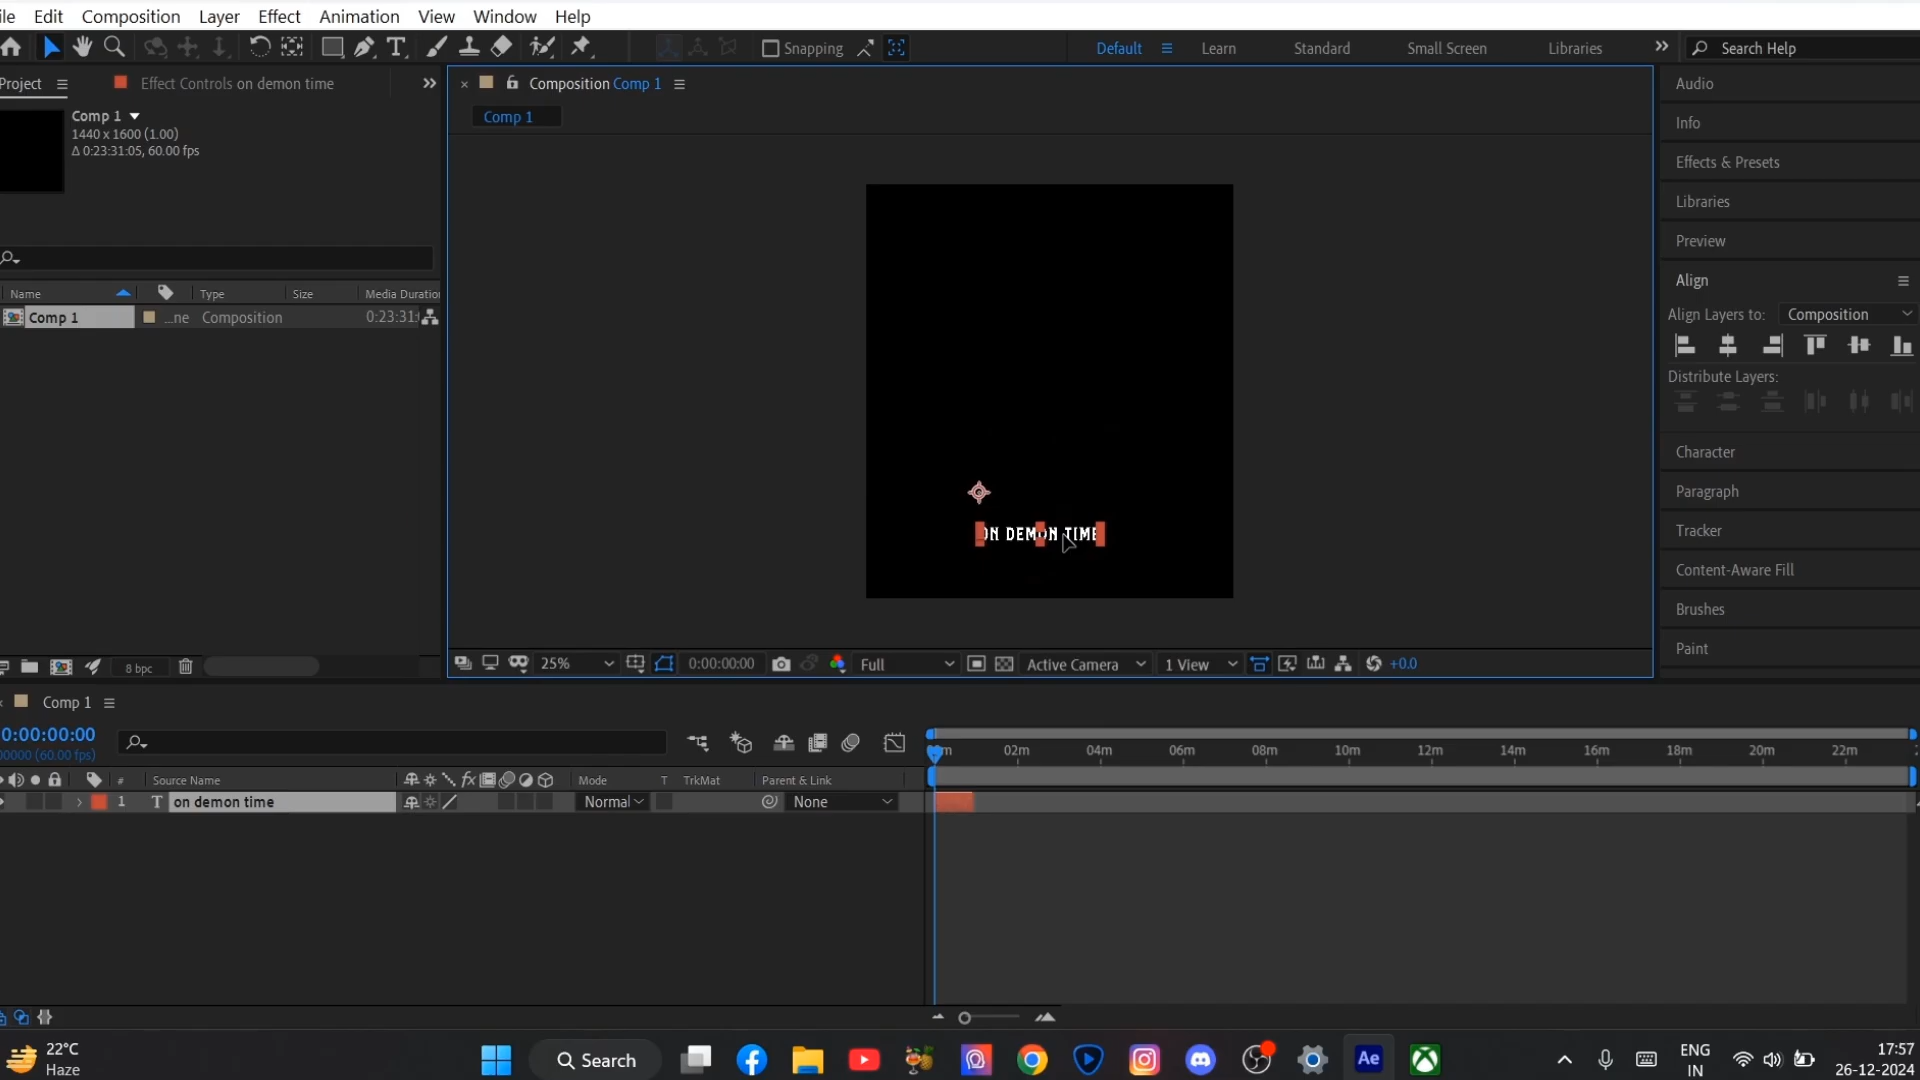 ile Edit Composition Layer Effect Animation View Window Help
Snapping Default Learn Standard Small Screen Libraries Search Help
Project Effect Controls on demon time
Composition Comp 1
Audio
Comp 1
1440 x 1600 (1.00)
Δ 0:23:31:05, 60.00 fps
Comp 1
Info
Effects & Presets
Libraries
Preview
Align
Name Type Size Media Duratio
Comp 1 ...ne Composition 0:23:31:
Align Layers to: Composition
Distribute Layers:
Character
Paragraph
ON DEMON TIME
Tracker
Content-Aware Fill
Brushes
Paint
8 bpc 25% 0:00:00:00 Full Active Camera 1 View +0.0
Comp 1
0:00:00:00
00000 (60.00 fps)
02m 04m 06m 08m 10m 12m 14m 16m 18m 20m 22m
# Source Name fx Mode T TrkMat Parent & Link
1 T on demon time Normal None
22°C
Haze
Search
Ae
ENG
IN
17:57
26-12-2024